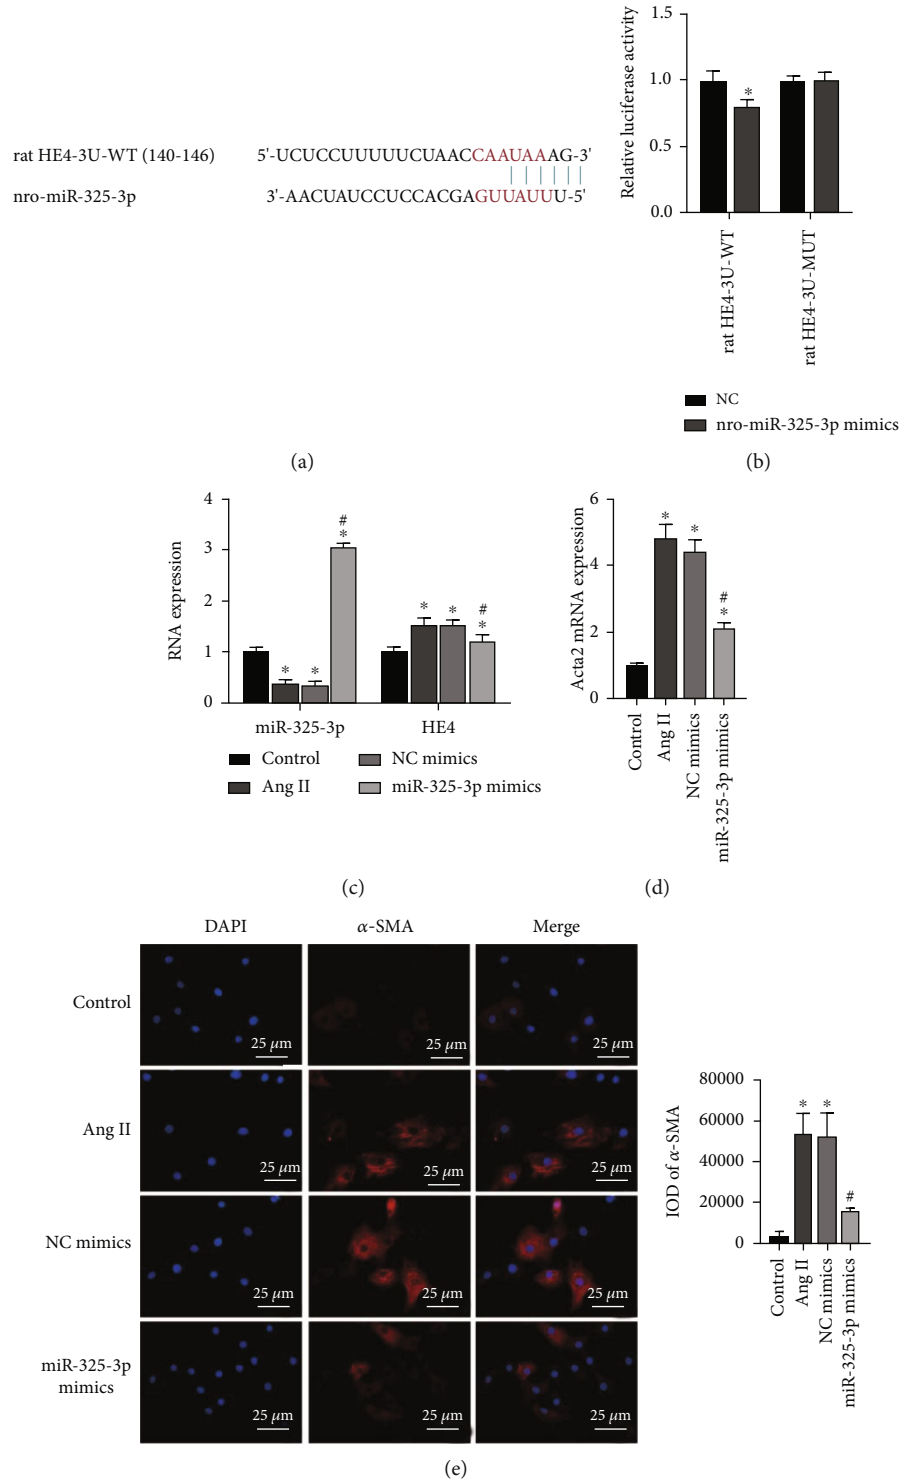 rat HE4-3U-WT (140-146) 5'-UCUCCUUUUUCUAACCAAUAAAG-3'
nro-miR-325-3p 3'-AACUAUCCUCCACGAGUUAUUU-5'
(a)
Relative luciferase activity
1.5
1.0
0.5
0.0
*
rat HE4-3U-WT
rat HE4-3U-MUT
NC
nro-miR-325-3p mimics
(b)
RNA expression
4
3
2
1
0
* * # * * * # *
miR-325-3p HE4
Control NC mimics
Ang II miR-325-3p mimics
(c)
Acta2 mRNA expression
6
4
2
0
* * # *
Control
Ang II
NC mimics
miR-325-3p mimics
(d)
DAPI α-SMA Merge
Control
25 μm 25 μm 25 μm
Ang II
25 μm 25 μm 25 μm
NC mimics
25 μm 25 μm 25 μm
miR-325-3p
mimics
25 μm 25 μm 25 μm
IOD of α-SMA
80000
60000
40000
20000
0
* * #
Control
Ang II
NC mimics
miR-325-3p mimics
(e)